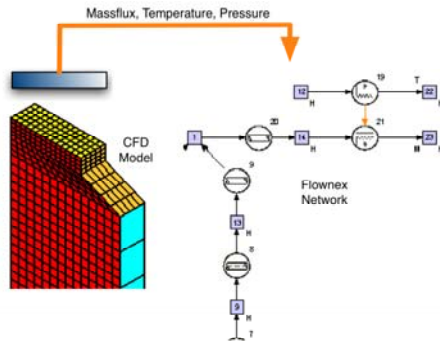 Massflux, Temperature, Pressure
CFD
Model
19
12
H
T
22
H
20
21
1
14
H
23
H
9
Flownex
Network
13
H
8
9
H
7